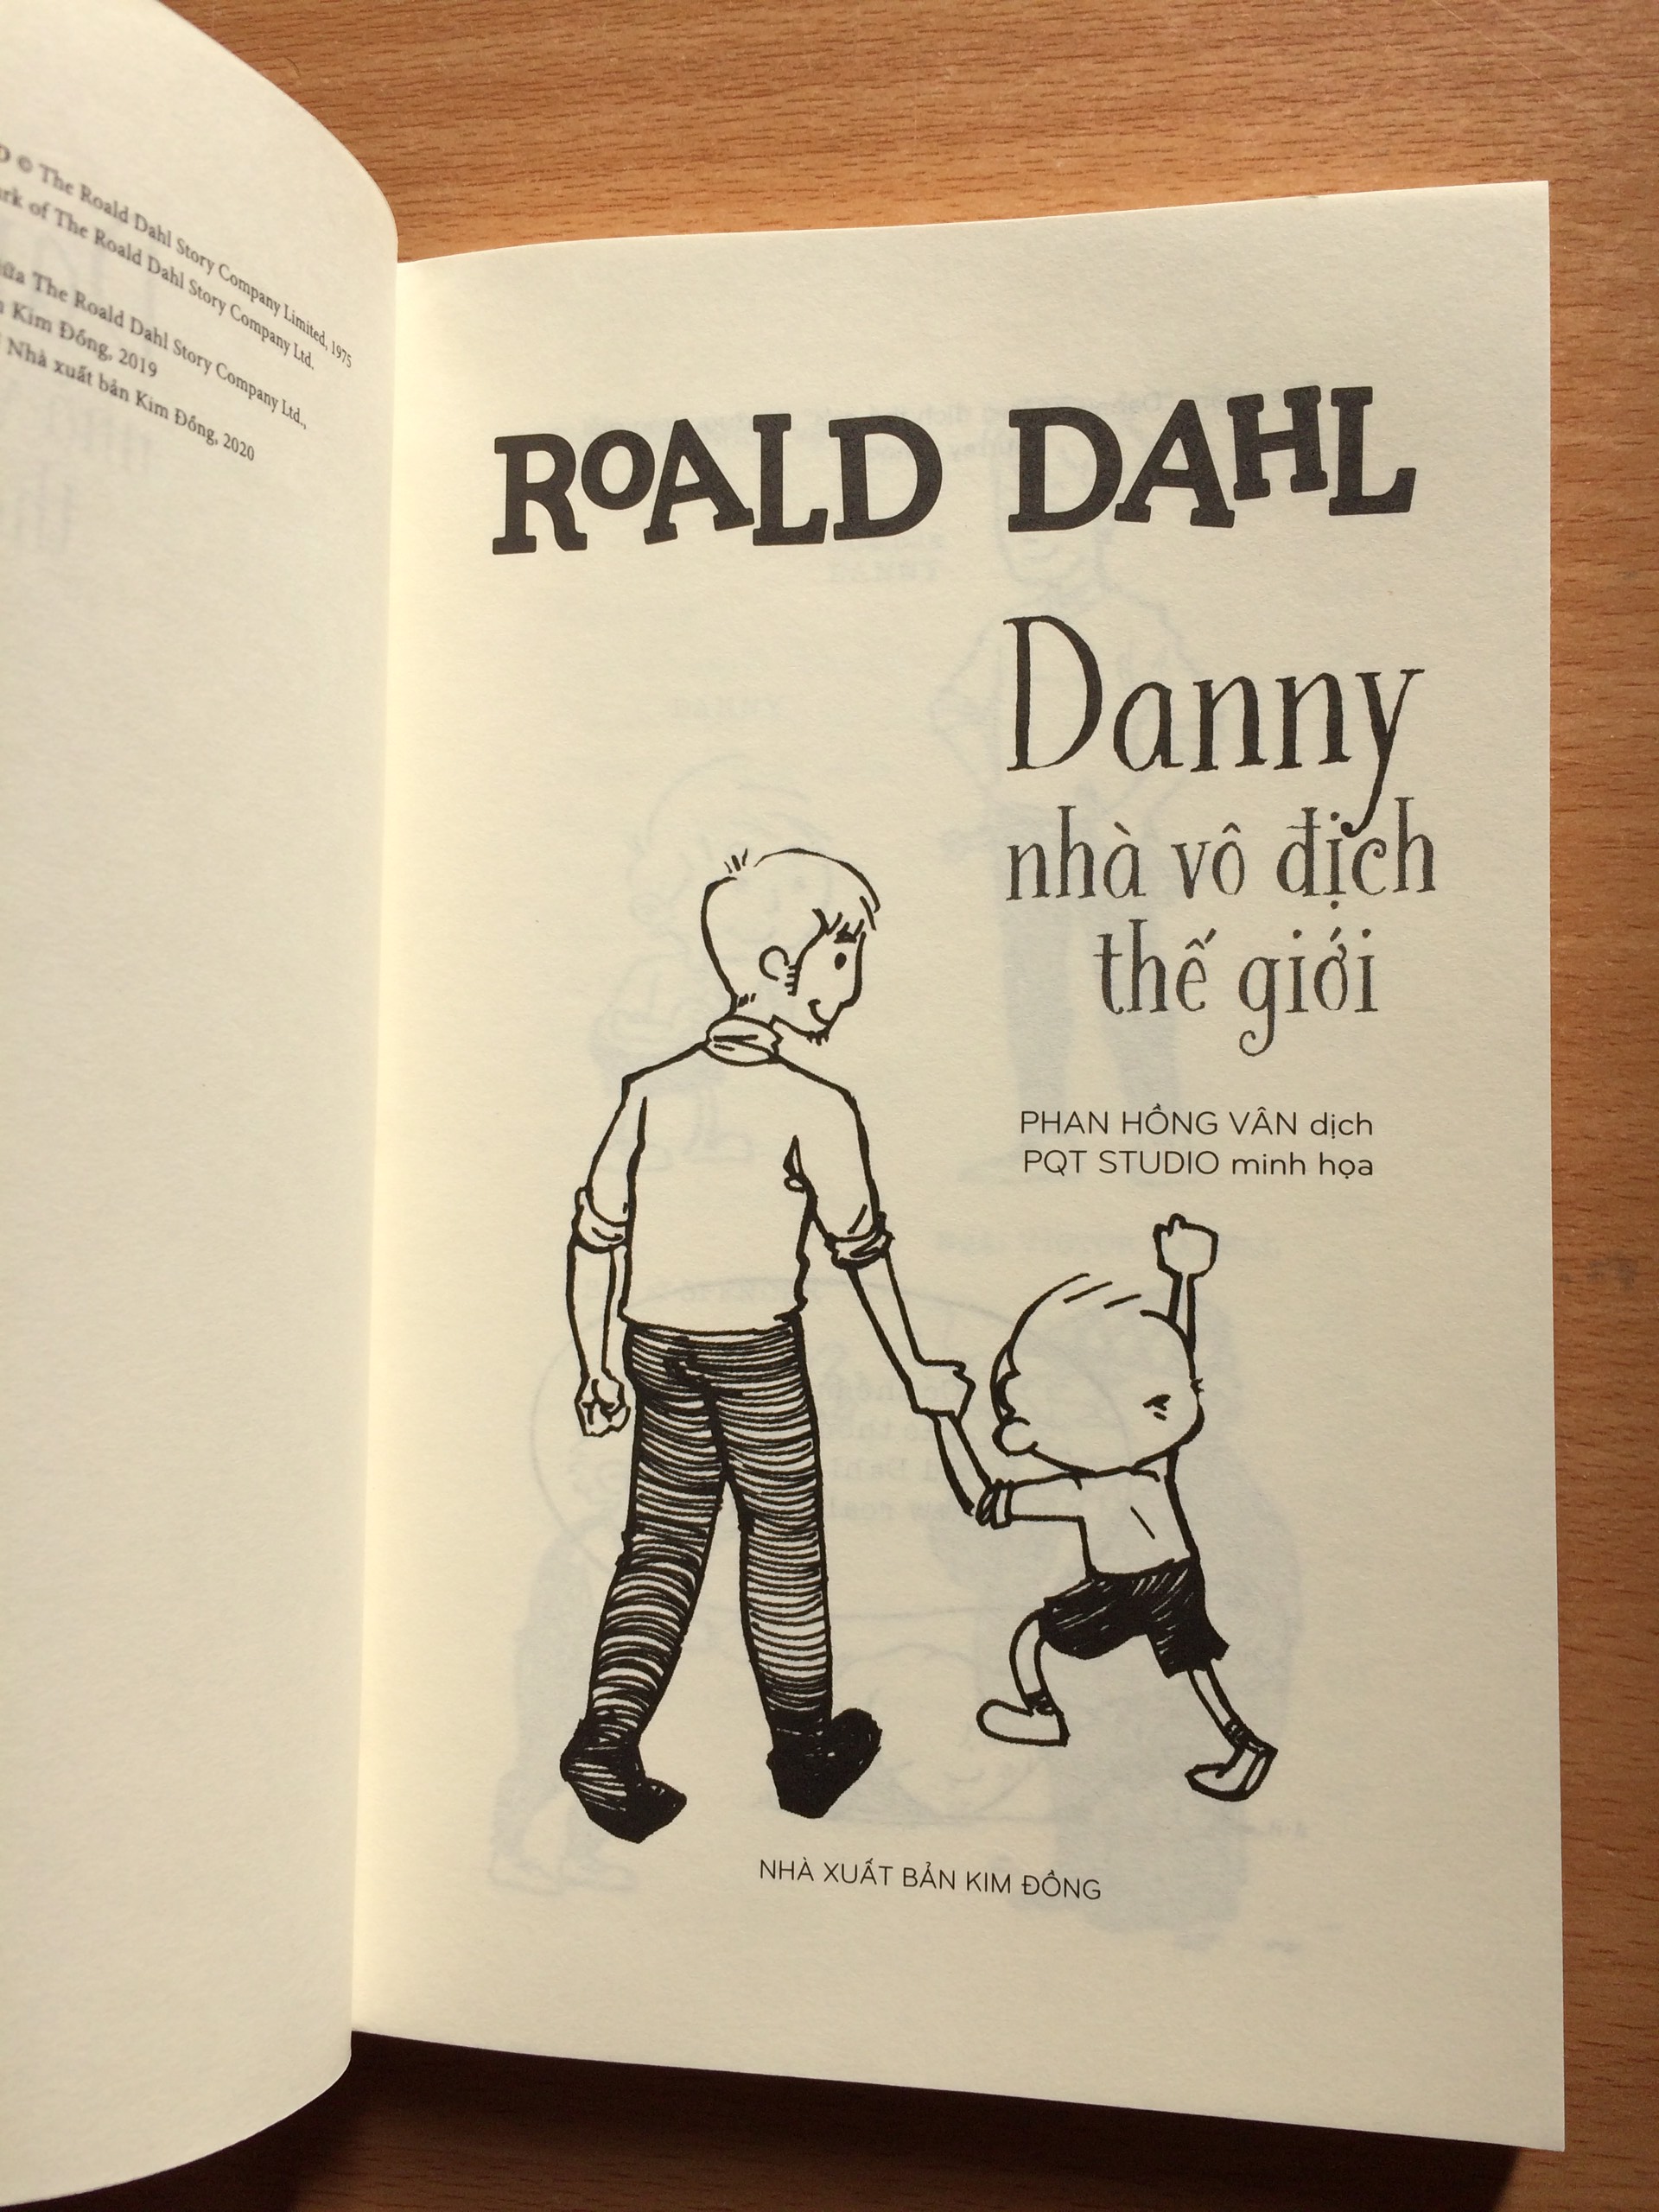 © The Roald Dahl Story Company Limited, 1975
of The Roald Dahl Story Company Ltd.
The Roald Dahl Story Company Ltd.,
Kim Đồng, 2019
Nhà xuất bản Kim Đồng, 2020
ROALD DAHL
Danny
nhà vô địch
thế giới
PHAN HỒNG VÂN dịch
PQT STUDIO minh họa
NHÀ XUẤT BẢN KIM ĐỒNG